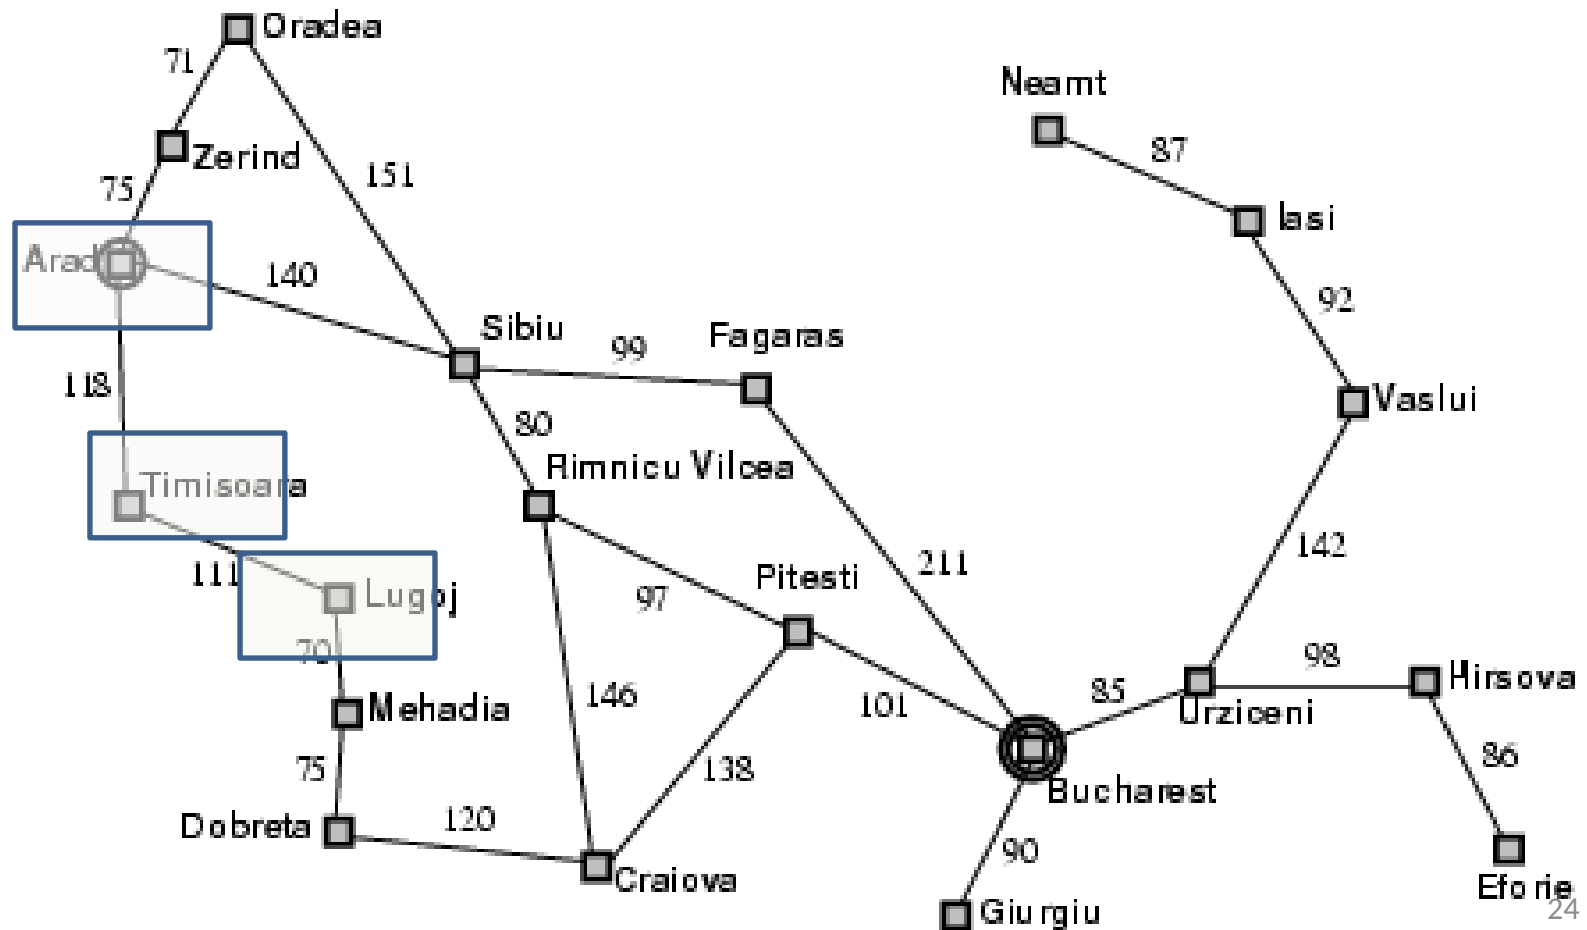 Oradea
71
Neamt
87
Zerind
151
75
Iasi
Arad
140
92
Sibiu
Fagaras
99
118
Vaslui
80
Rimnicu Vilcea
Timisoara
142
211
111
Lugoj
Pitesti
97
70
98
Hirsova
85
146
101
Urziceni
Mehadia
75
138
86
Bucharest
Dobreta
120
90
Craiova
Eforie
Giurgiu
24